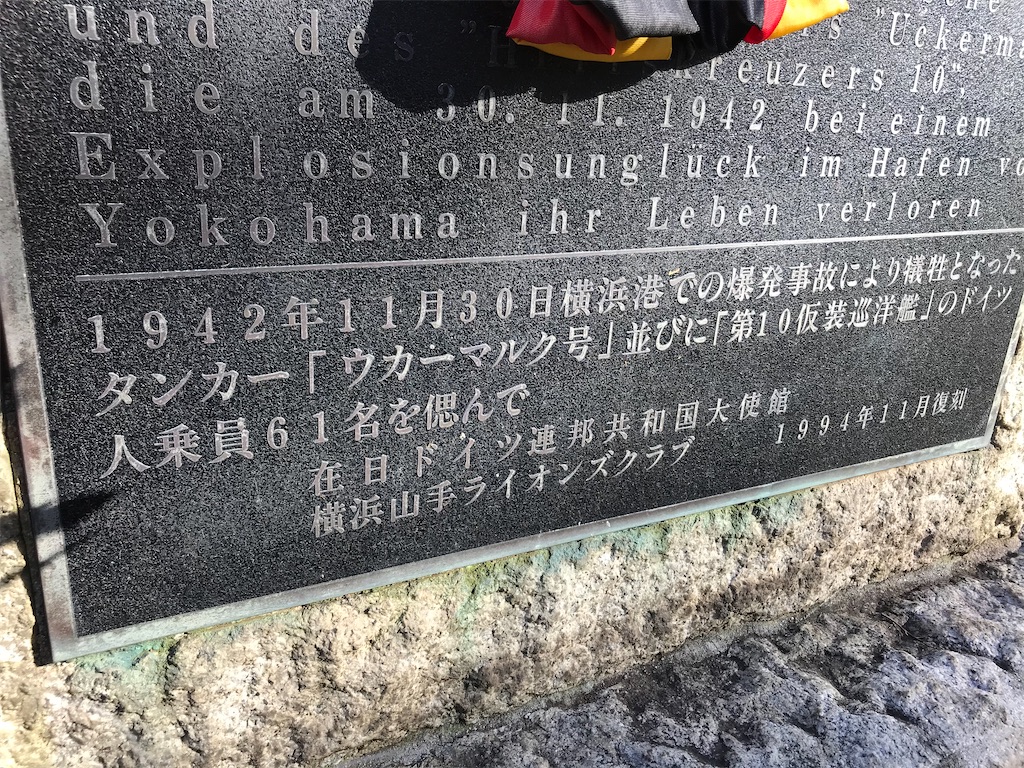 und des "H rs "Uckerma
die am 30. 11. 1942 bei einem
Explosionsunglück im Hafen vo
Yokohama ihr Leben verloren
1942年11月30日横浜港での爆発事故により犠牲となった
タンカー「ウカーマルク号」並びに「第10仮装巡洋艦」のドイツ
人乗員61名を偲んで
在日ドイツ連邦共和国大使館
横浜山手ライオンズクラブ 1994年11月復刻